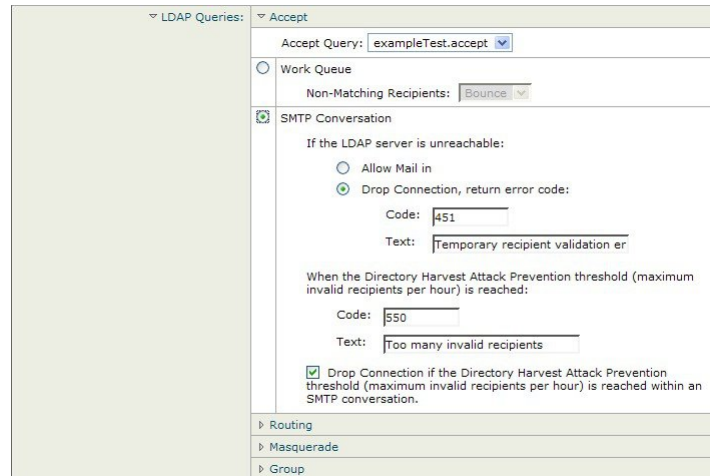 LDAP Queries:
Accept
Accept Query: exampleTest.accept
Work Queue
Non-Matching Recipients: Bounce
SMTP Conversation
If the LDAP server is unreachable:
Allow Mail in
Drop Connection, return error code:
Code: 451
Text: Temporary recipient validation er
When the Directory Harvest Attack Prevention threshold (maximum
invalid recipients per hour) is reached:
Code: 550
Text: Too many invalid recipients
Drop Connection if the Directory Harvest Attack Prevention
threshold (maximum invalid recipients per hour) is reached within an
SMTP conversation.
Routing
Masquerade
Group